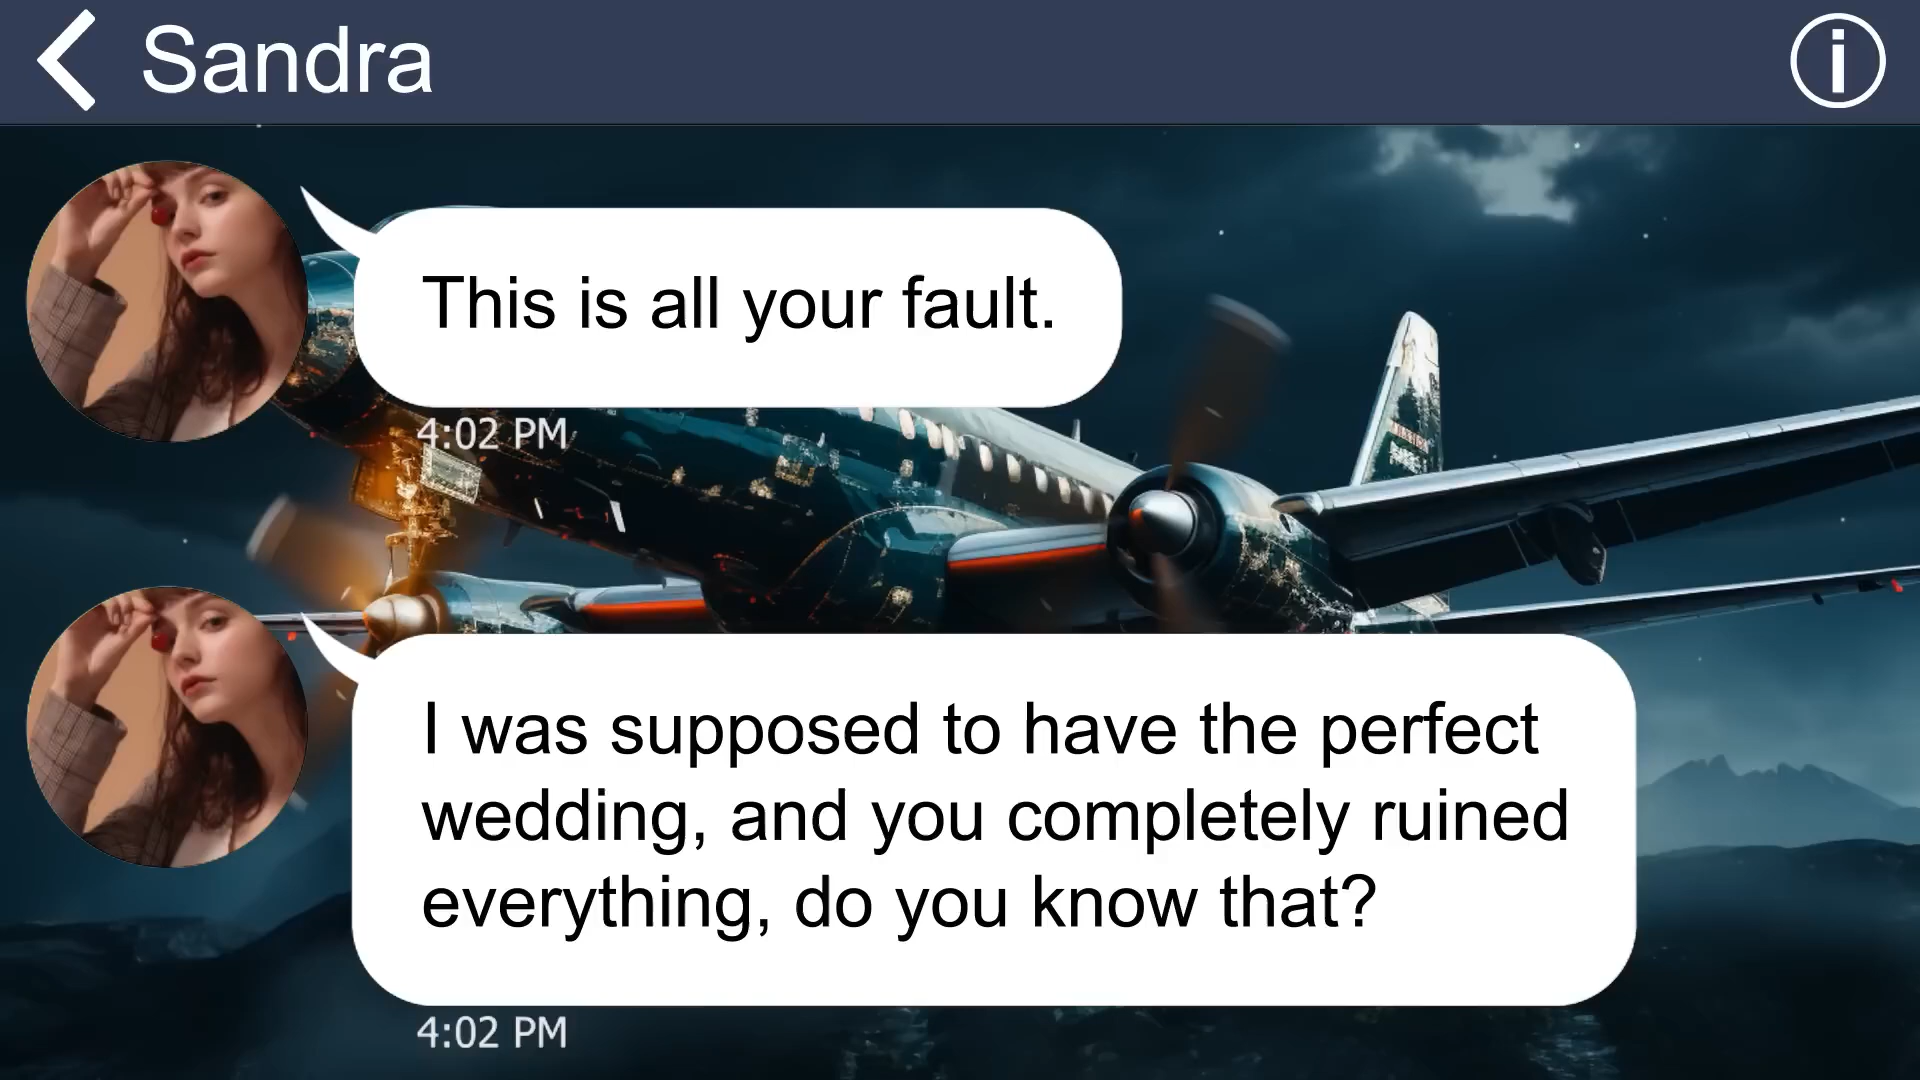 Sandra
This is all your fault.
4:02 PM
I was supposed to have the perfect
wedding, and you completely ruined
everything, do you know that?
4:02 PM